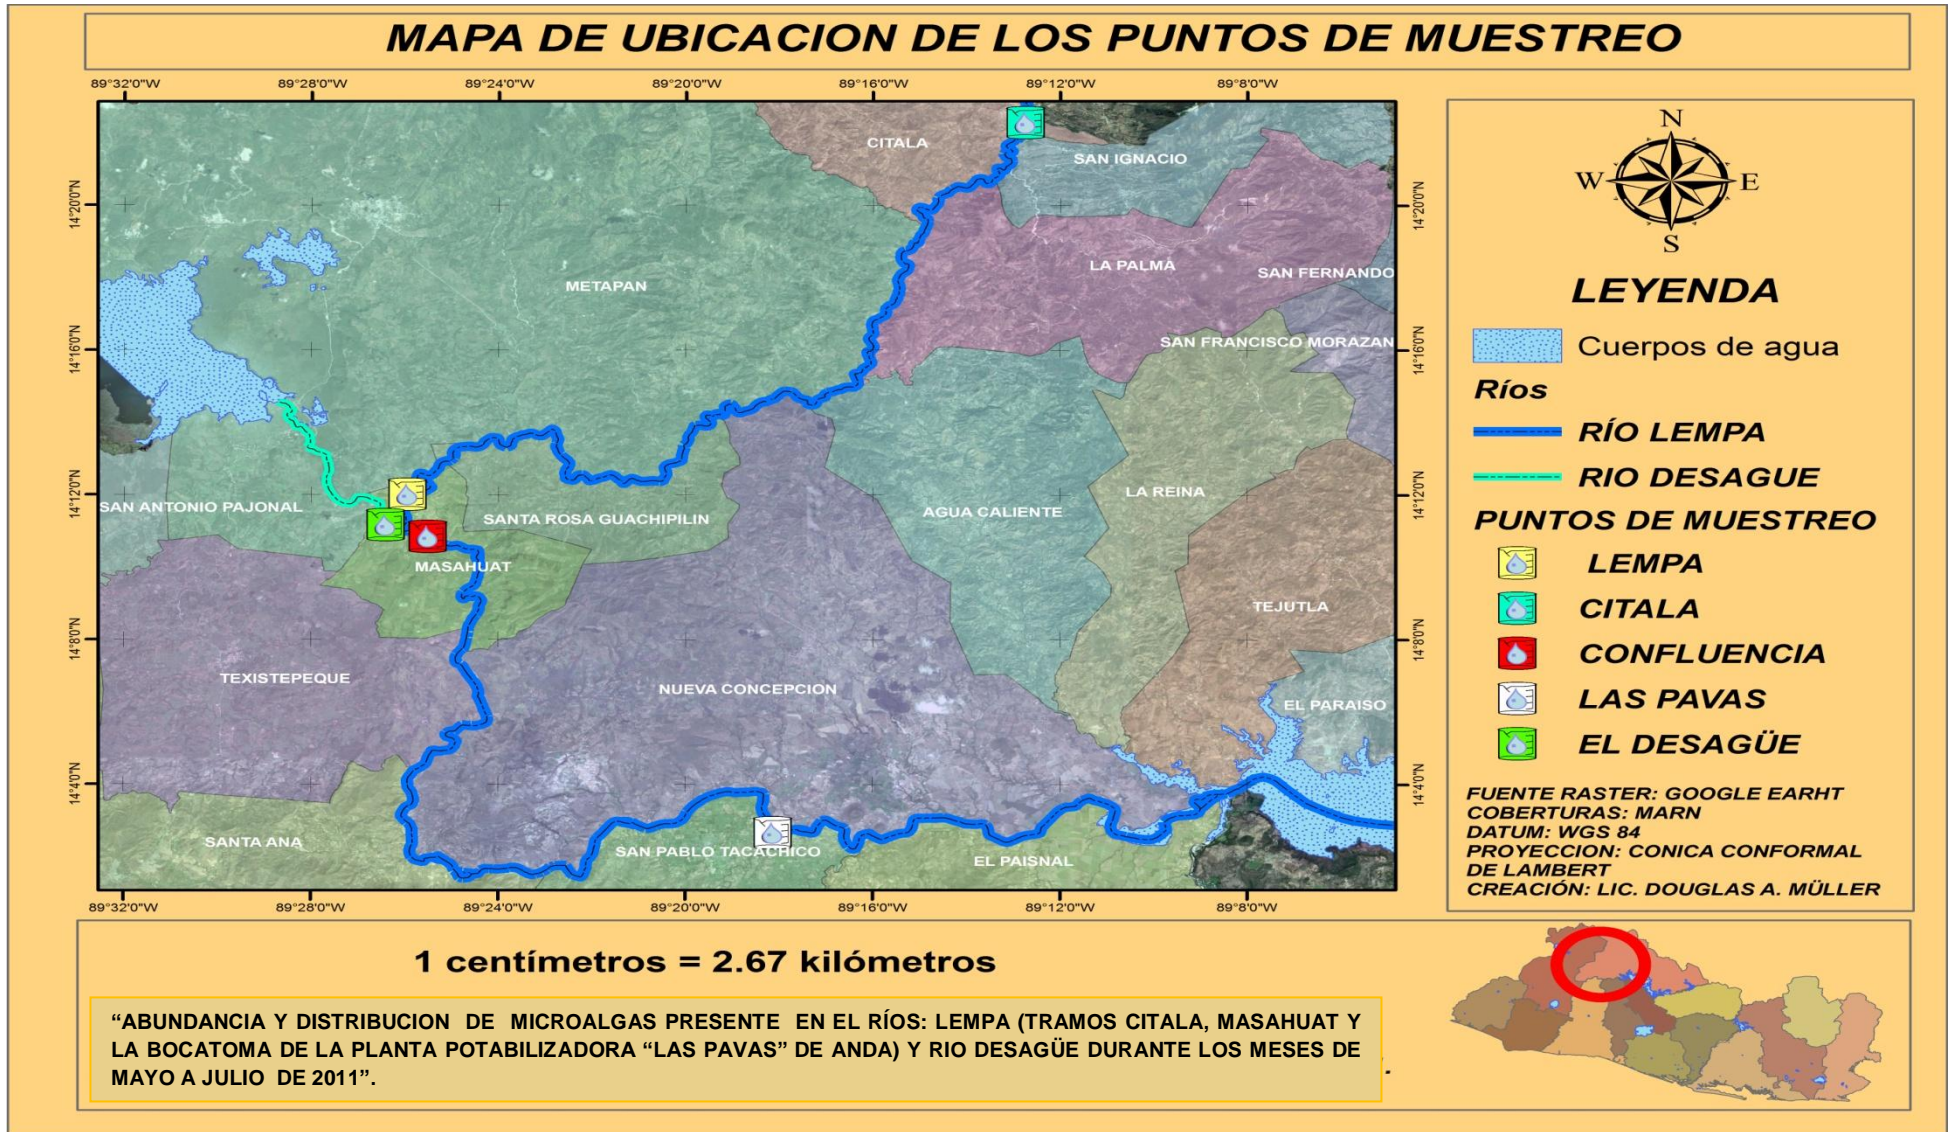 MAPA DE UBICACION DE LOS PUNTOS DE MUESTREO
89°32'0"W 89°28'0"W 89°24'0"W 89°20'0"W 89°16'0"W 89°12'0"W 89°8'0"W
14°20'0"N
14°16'0"N
14°12'0"N
14°8'0"N
14°4'0"N
CITALA
SAN IGNACIO
LA PALMA
SAN FERNANDO
METAPAN
SAN FRANCISCO MORAZAN
SAN ANTONIO PAJONAL
SANTA ROSA GUACHIPILIN
AGUA CALIENTE
LA REINA
MASAHUAT
TEJUTLA
TEXISTEPEQUE
NUEVA CONCEPCION
EL PARAISO
SANTA ANA
SAN PABLO TACACHICO
EL PAISNAL
14°20'0"N
14°16'0"N
14°12'0"N
14°8'0"N
14°4'0"N
89°32'0"W 89°28'0"W 89°24'0"W 89°20'0"W 89°16'0"W 89°12'0"W 89°8'0"W
N
W E
S
LEYENDA
Cuerpos de agua
Ríos
RÍO LEMPA
RIO DESAGUE
PUNTOS DE MUESTREO
LEMPA
CITALA
CONFLUENCIA
LAS PAVAS
EL DESAGÜE
FUENTE RASTER: GOOGLE EARHT
COBERTURAS: MARN
DATUM: WGS 84
PROYECCION: CONICA CONFORMAL
DE LAMBERT
CREACIÓN: LIC. DOUGLAS A. MÜLLER
1 centímetros = 2.67 kilómetros
“ABUNDANCIA Y DISTRIBUCION DE MICROALGAS PRESENTE EN EL RÍOS: LEMPA (TRAMOS CITALA, MASAHUAT Y
LA BOCATOMA DE LA PLANTA POTABILIZADORA “LAS PAVAS” DE ANDA) Y RIO DESAGÜE DURANTE LOS MESES DE
MAYO A JULIO DE 2011”.